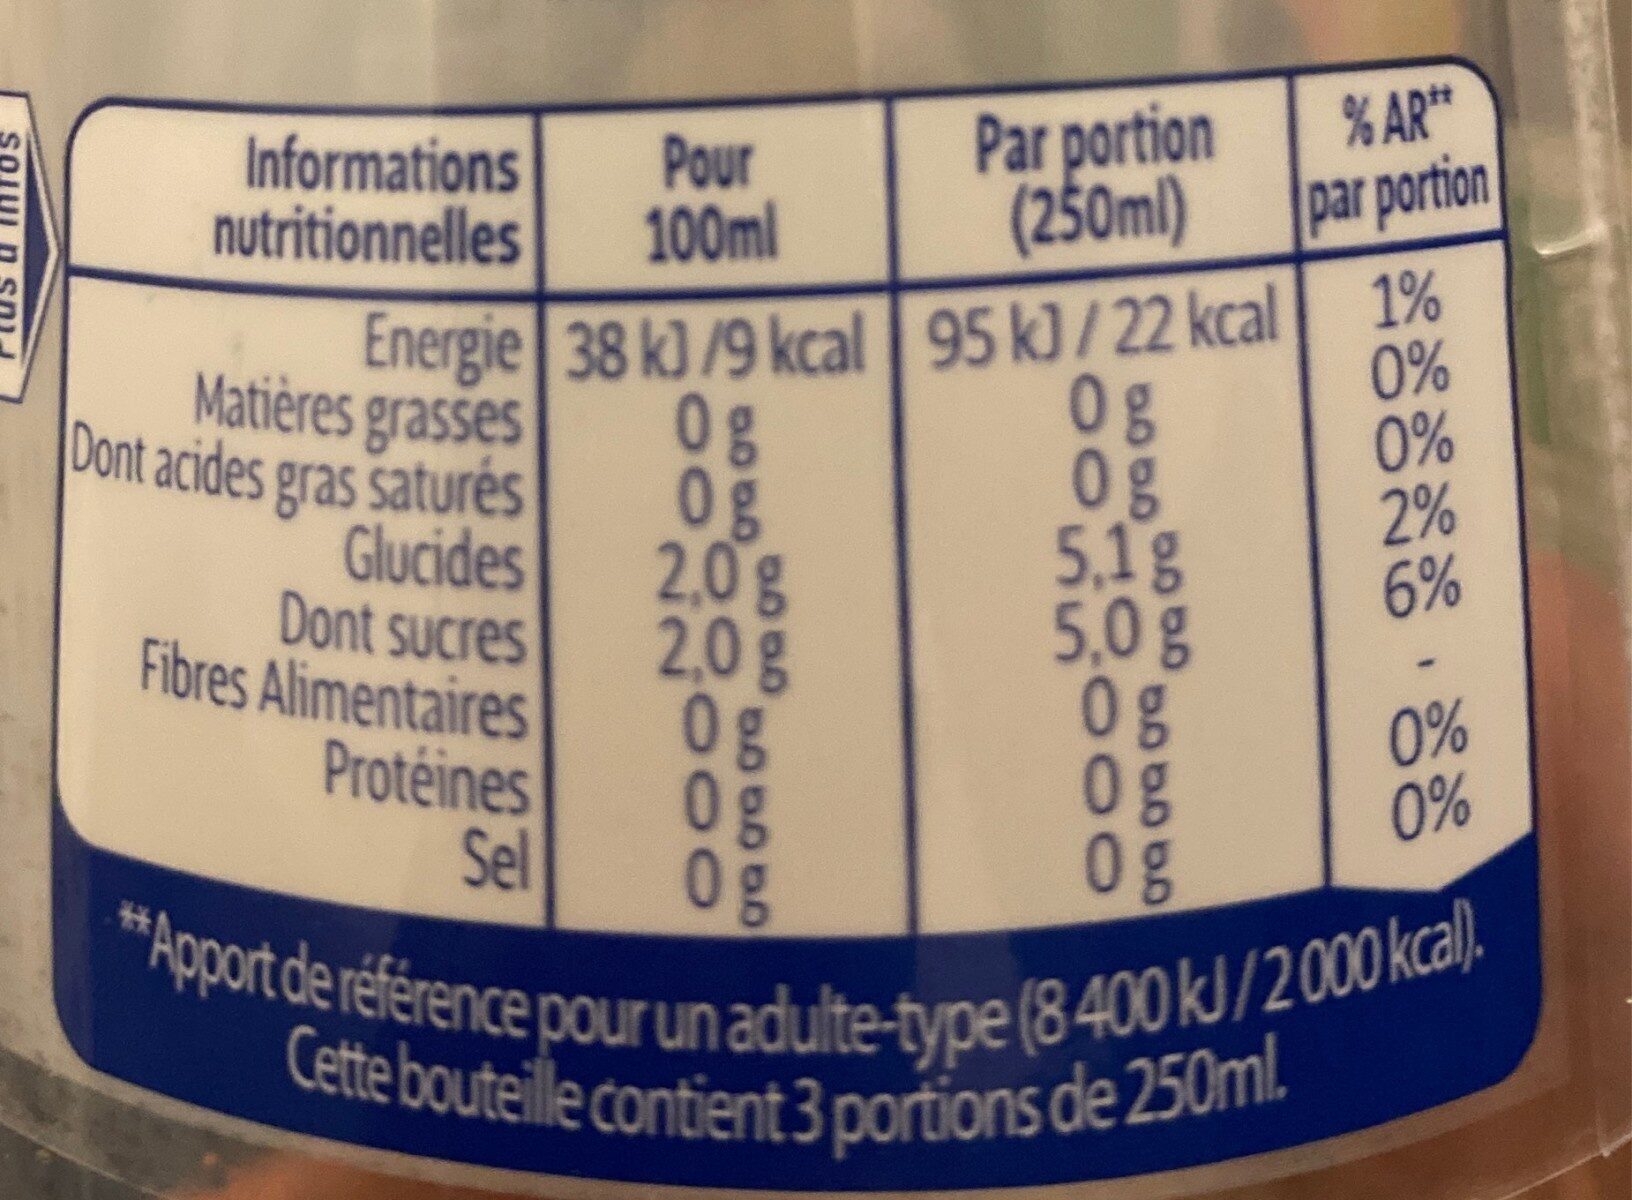 Plus d'infos
Informations nutritionnelles | Pour 100ml | Par portion (250ml) | % AR** par portion
Energie | 38 kJ /9 kcal | 95 kJ / 22 kcal | 1%
Matières grasses | 0 g | 0 g | 0%
Dont acides gras saturés | 0 g | 0 g | 0%
Glucides | 2,0 g | 5,1 g | 2%
Dont sucres | 2,0 g | 5,0 g | 6%
Fibres Alimentaires | 0 g | 0 g | -
Protéines | 0 g | 0 g | 0%
Sel | 0 g | 0 g | 0%
**Apport de référence pour un adulte-type (8 400 kJ / 2 000 kcal).
Cette bouteille contient 3 portions de 250ml.